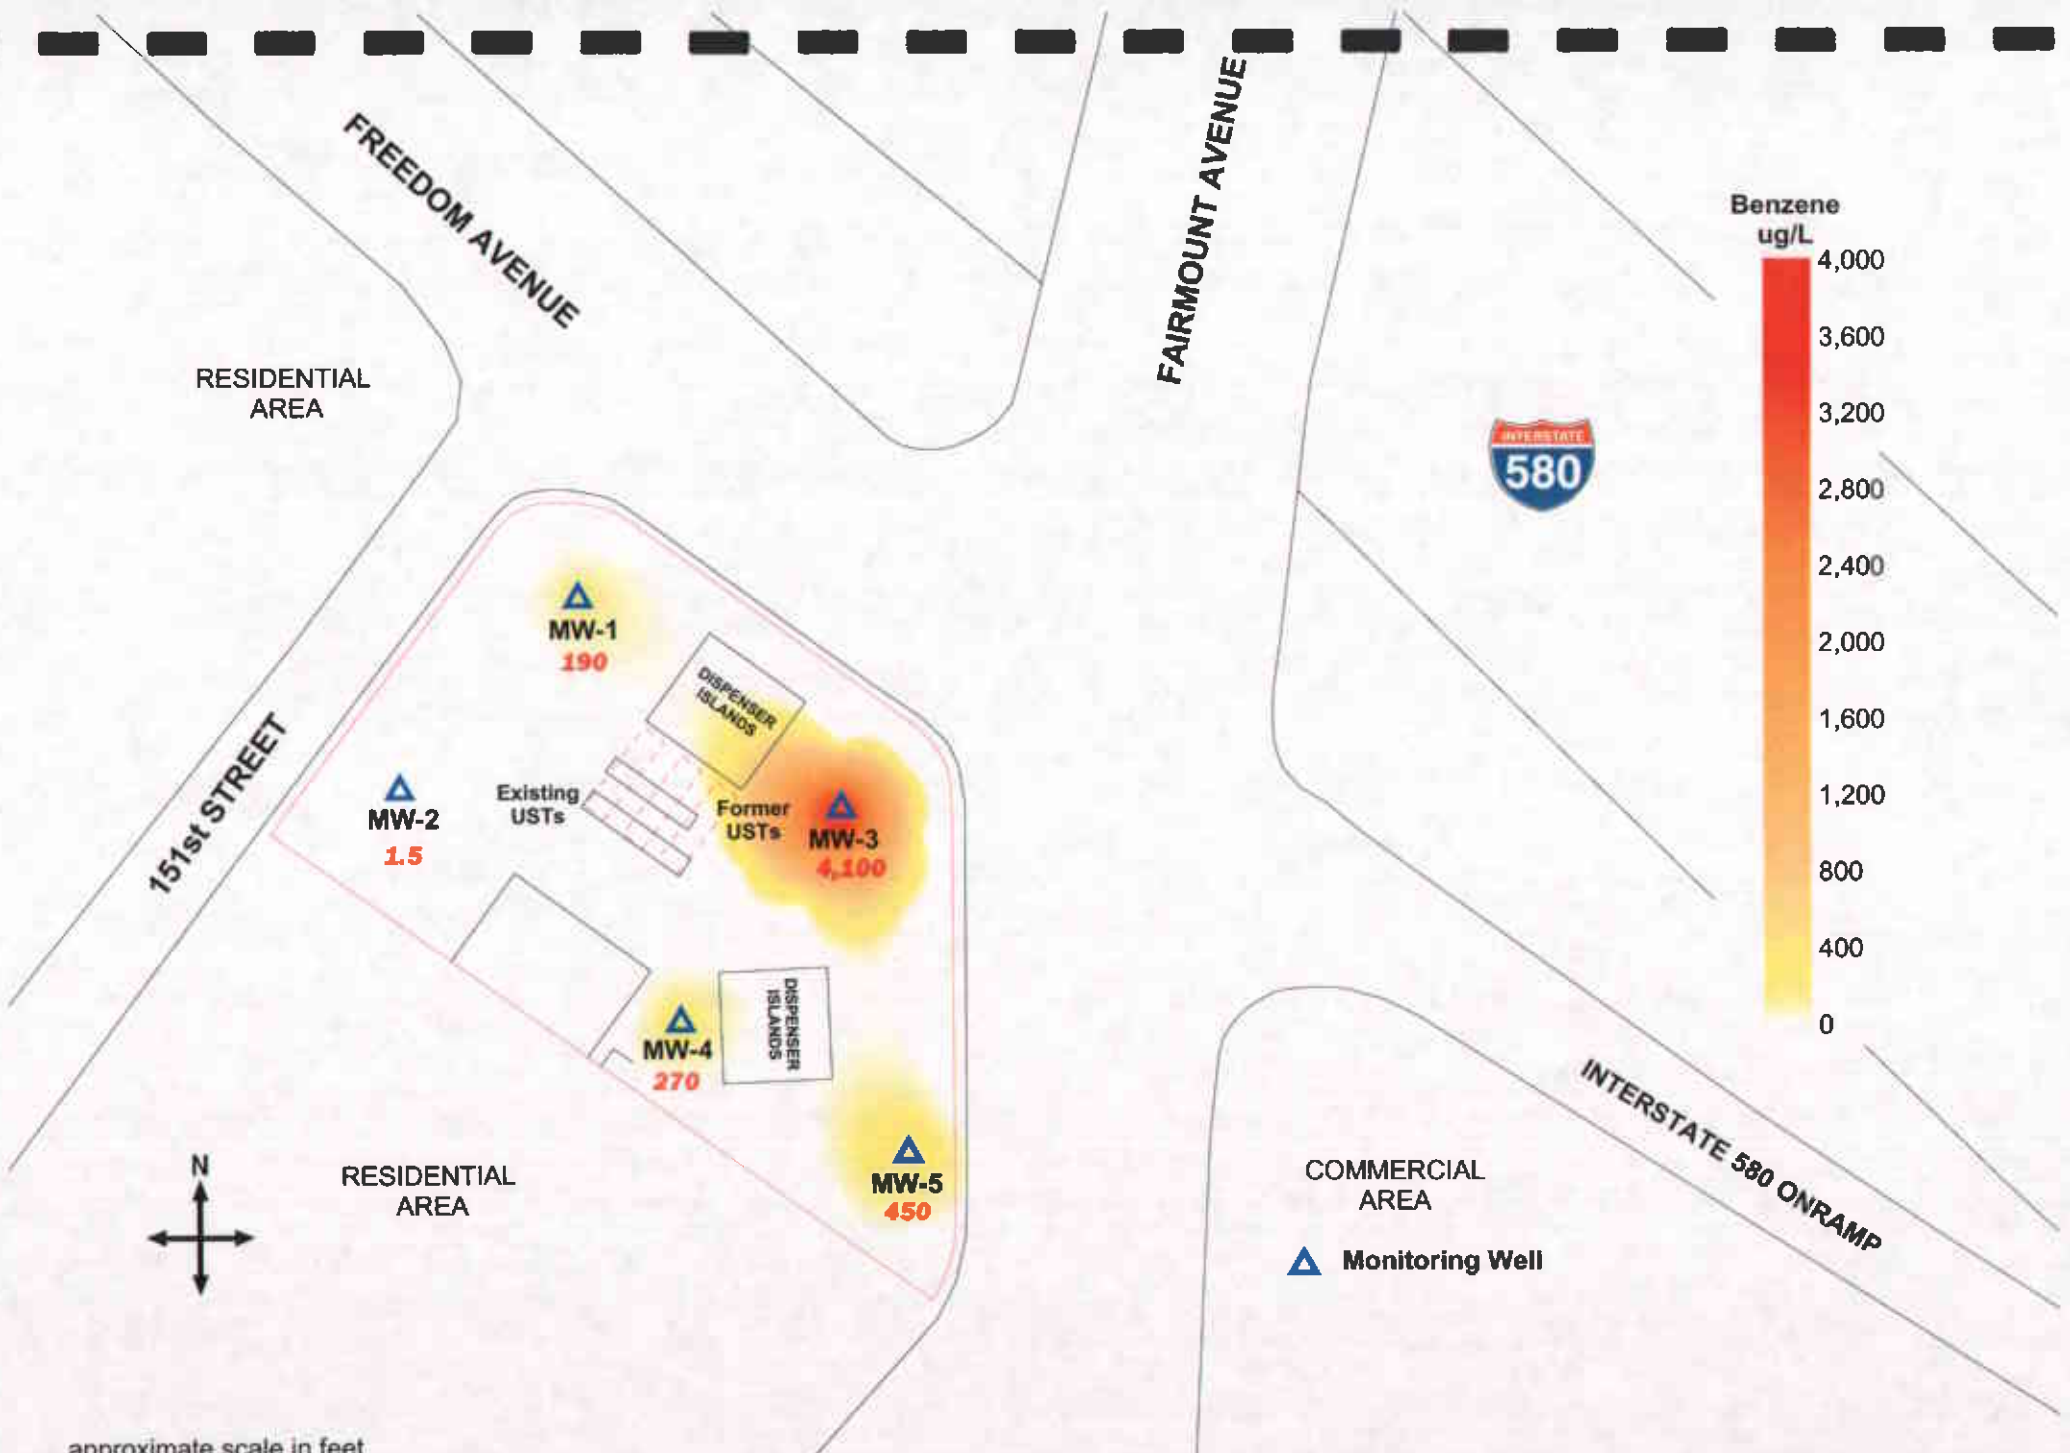 FREEDOM AVENUE
FAIRMOUNT AVENUE
Benzene
ug/L
4,000
3,600
3,200
2,800
2,400
2,000
1,600
1,200
800
400
0
RESIDENTIAL
AREA
INTERSTATE
580
MW-1
190
DISPENSER
ISLANDS
151st STREET
MW-2
1.5
Existing
USTs
Former
USTs
MW-3
4,100
MW-4
270
DISPENSER
ISLANDS
MW-5
450
INTERSTATE 580 ONRAMP
N
RESIDENTIAL
AREA
COMMERCIAL
AREA
Monitoring Well
approximate scale in feet